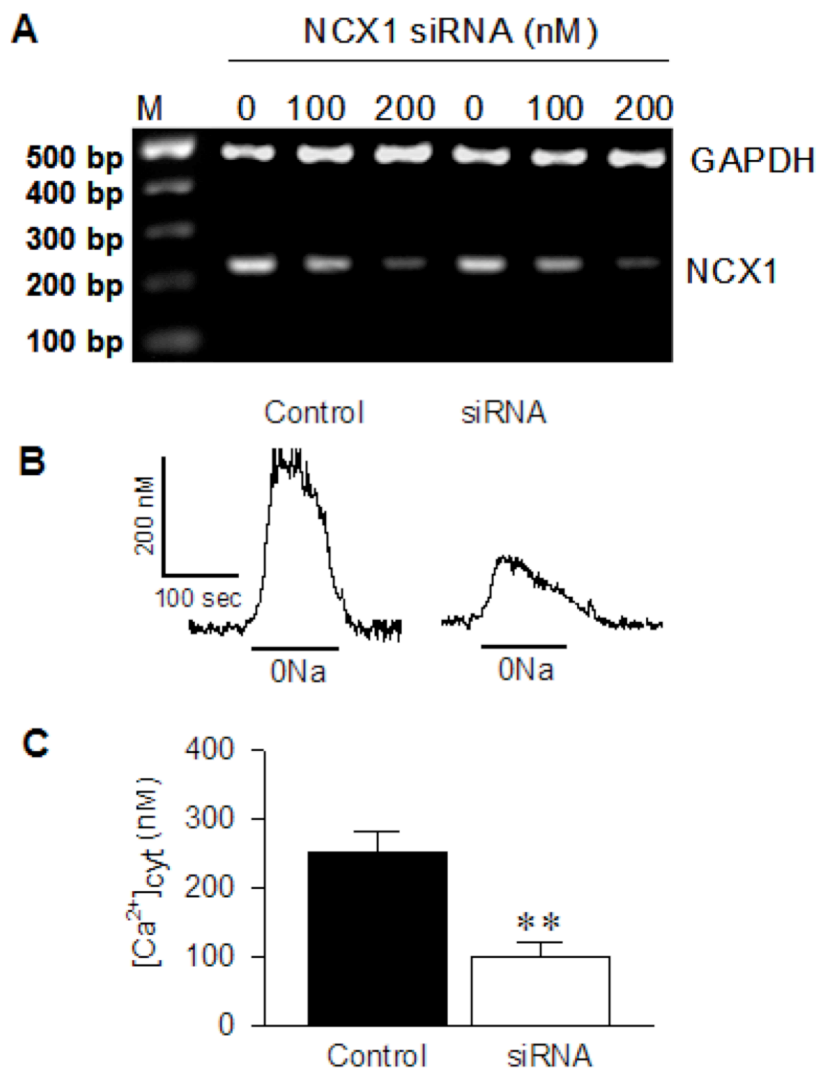 A
NCX1 siRNA (nM)
M 0 100 200 0 100 200
500 bp
400 bp
300 bp
200 bp
100 bp
GAPDH
NCX1
B
Control siRNA
200 nM
100 sec
0Na 0Na
C
[Ca²⁺]cyt (nM)
400
300
200
100
0
**
Control siRNA